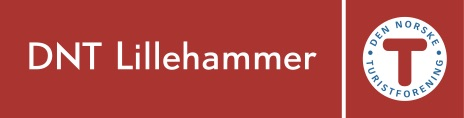 DNT Lillehammer
DEN NORSKE
T
TURISTFORENING